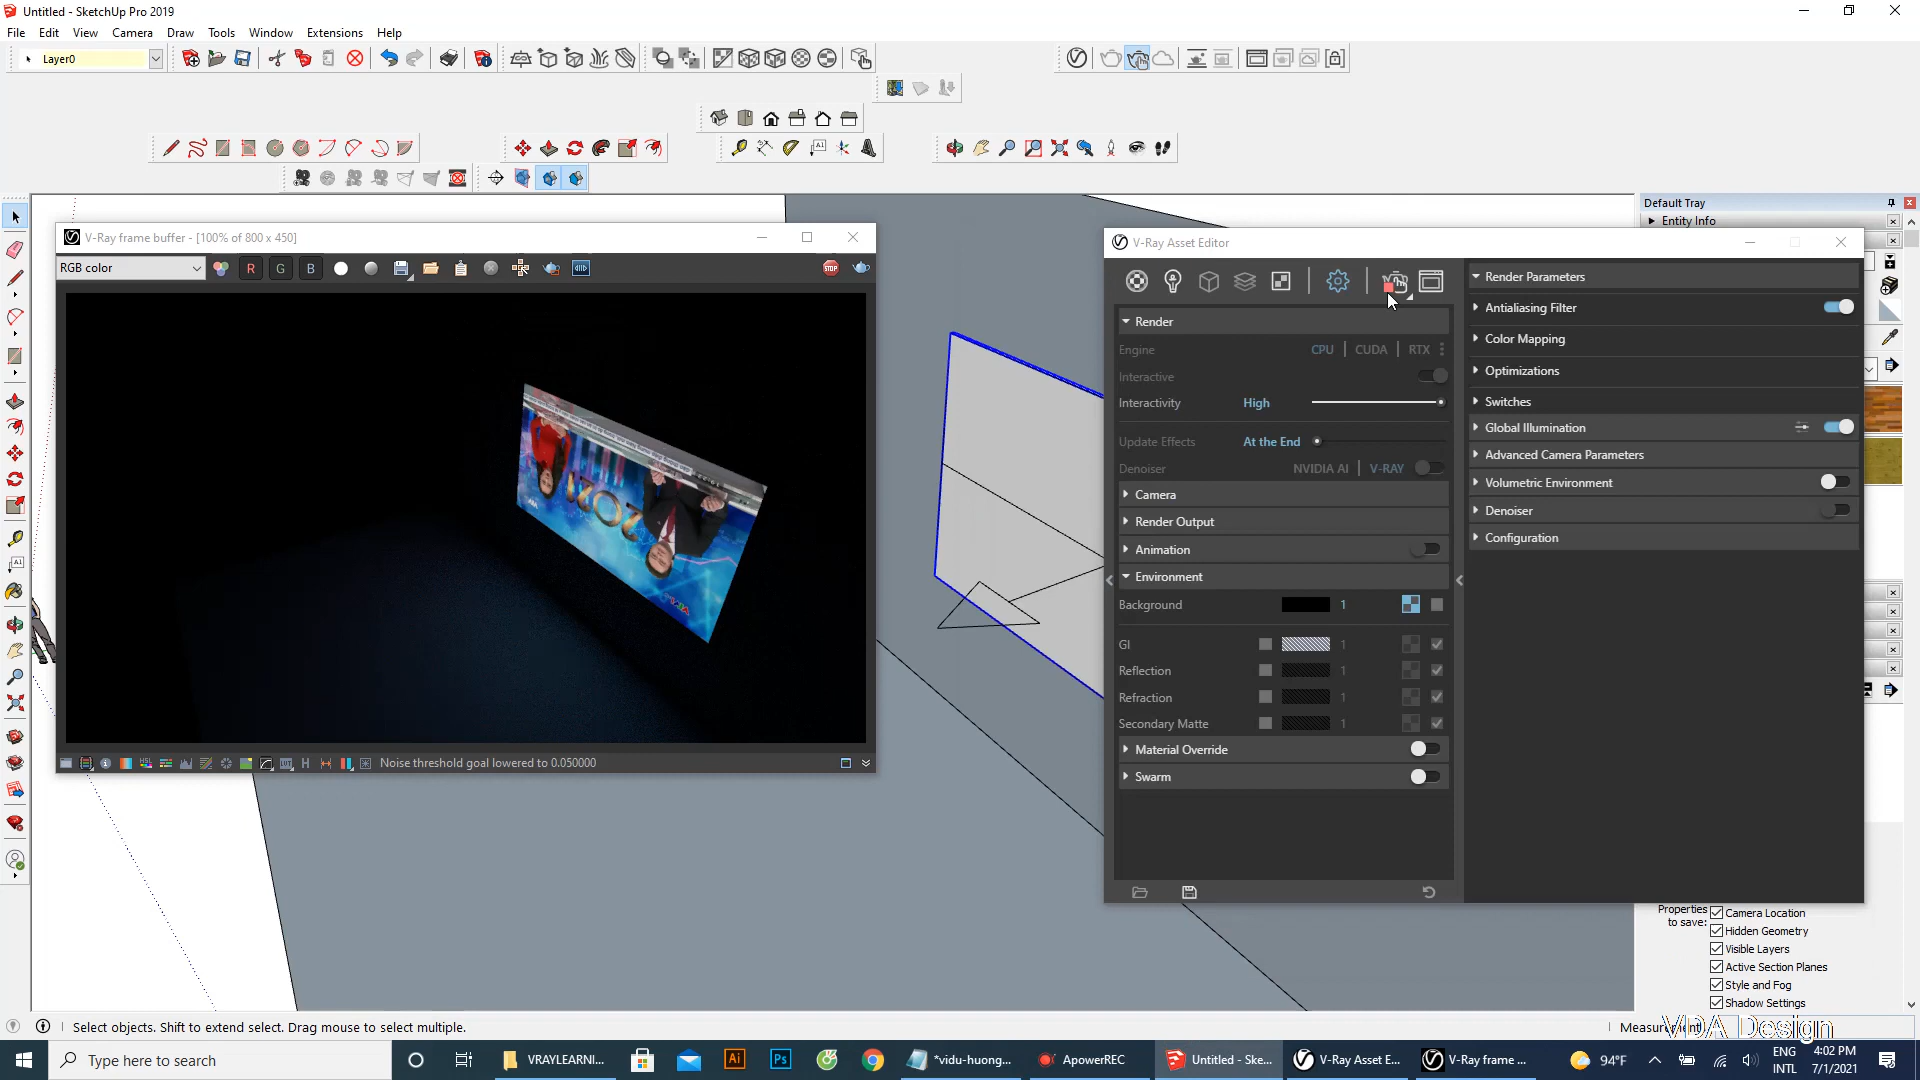 Untitled - SketchUp Pro 2019
File Edit View Camera Draw Tools Window Extensions Help
Layer0
Default Tray
Entity Info
V-Ray frame buffer - [100% of 800 x 450]
RGB color
R G B
STOP
1202
Noise threshold goal lowered to 0.050000
V-Ray Asset Editor
Render
Engine CPU CUDA RTX
Interactive
Interactivity High
Update Effects At the End
Denoiser NVIDIA AI V-RAY
Camera
Render Output
Animation
Environment
Background 1
GI 1
Reflection 1
Refraction 1
Secondary Matte 1
Material Override
Swarm
Render Parameters
Antialiasing Filter
Color Mapping
Optimizations
Switches
Global Illumination
Advanced Camera Parameters
Volumetric Environment
Denoiser
Configuration
Properties to save:
Camera Location
Hidden Geometry
Visible Layers
Active Section Planes
Style and Fog
Shadow Settings
Select objects. Shift to extend select. Drag mouse to select multiple.
Measurement
VDA Design
Type here to search
VRAYLEARNI...
*vidu-huong...
ApowerREC
Untitled - Ske...
V-Ray Asset E...
V-Ray frame ...
94°F
ENG
INTL
4:02 PM
7/1/2021